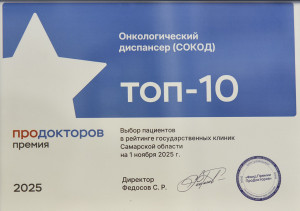 Онкологический
диспансер (СОКОД)
ТОП-10
продокторов
премия
Выбор пациентов
в рейтинге государственных клиник
Самарской области
на 1 ноября 2025 г.
2025
Директор
Федосов С. Р.